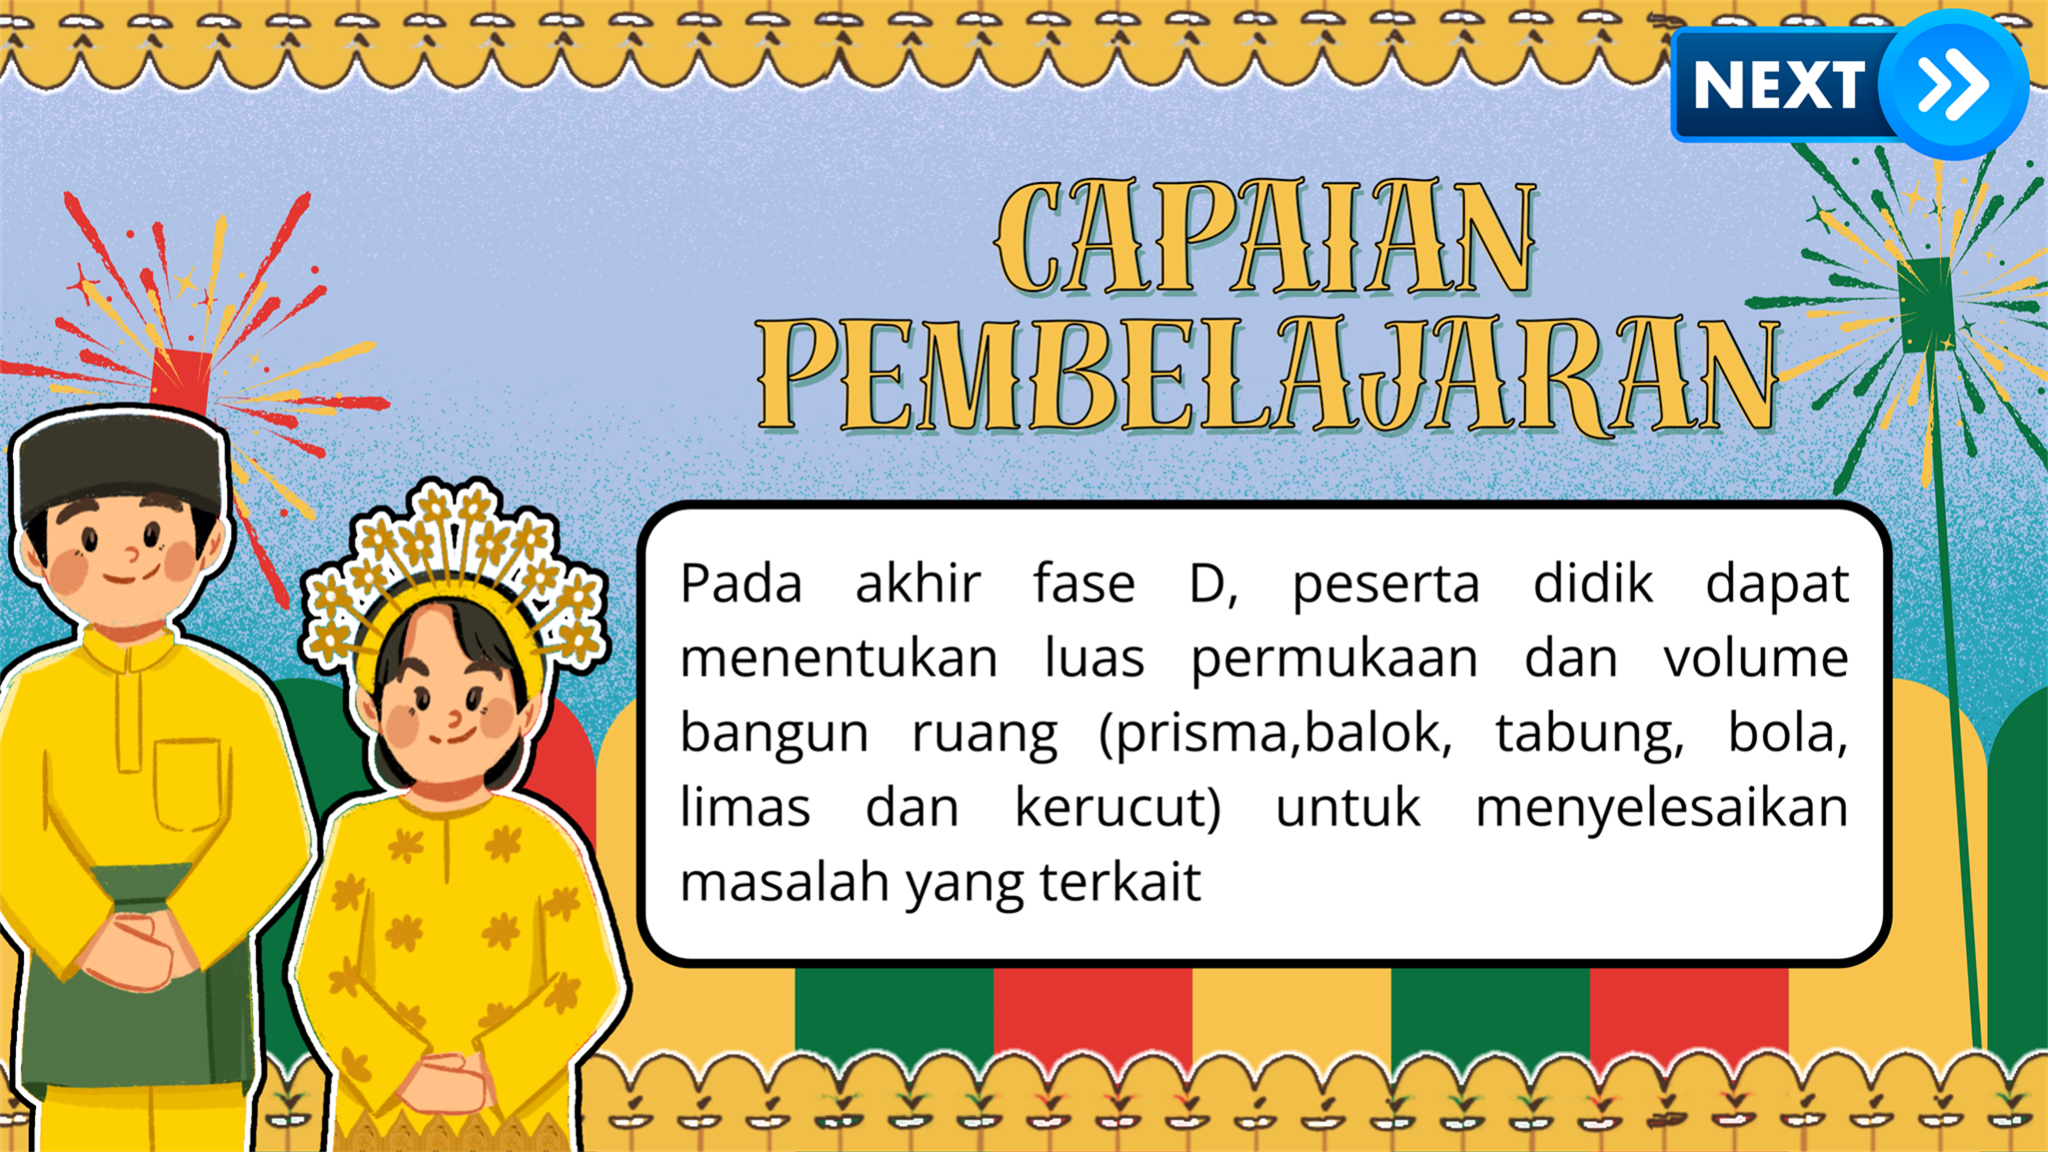 NEXT
CAPAIAN
PEMBELAJARAN
Pada akhir fase D, peserta didik dapat
menentukan luas permukaan dan volume
bangun ruang (prisma,balok, tabung, bola,
limas dan kerucut) untuk menyelesaikan
masalah yang terkait